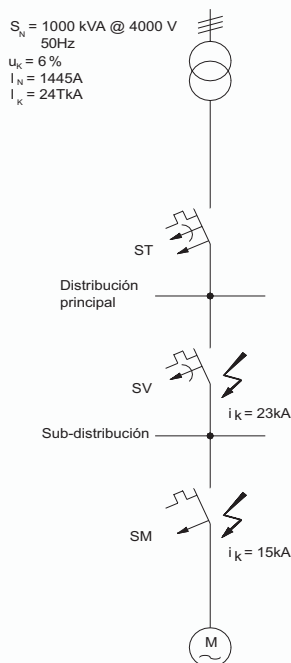 S_N = 1000 kVA @ 4000 V
50Hz
u_K = 6%
I_N = 1445A
I_K = 24TkA
ST
Distribución
principal
SV
i_k = 23kA
Sub-distribución
SM
i_k = 15kA
M